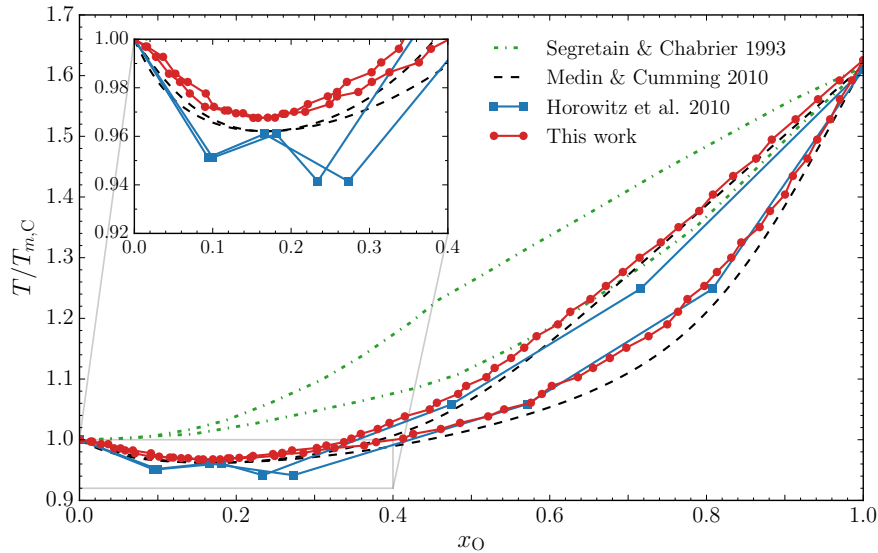 1.7
1.6
1.5
1.4
1.3
1.2
1.1
1.0
0.9
T/T_{m,C}
0.0 0.2 0.4 0.6 0.8 1.0
x_O
1.00
0.98
0.96
0.94
0.92
0.0 0.1 0.2 0.3 0.4
Segretain & Chabrier 1993
Medin & Cumming 2010
Horowitz et al. 2010
This work